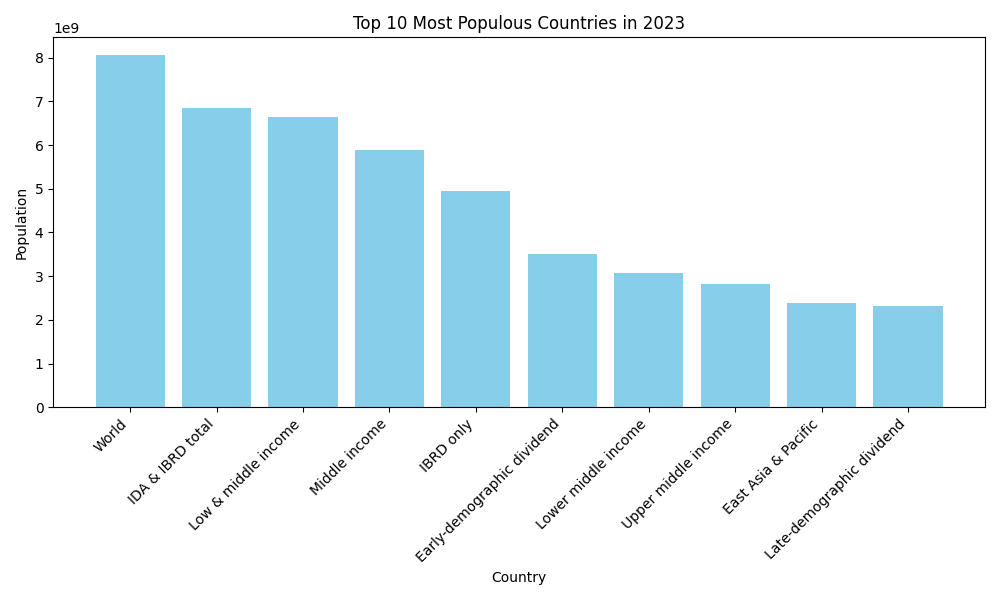 Top 10 Most Populous Countries in 2023
1e9
8
7
6
5
4
3
2
1
0
Population
World
IDA & IBRD total
Low & middle income
Middle income
IBRD only
Early-demographic dividend
Lower middle income
Upper middle income
East Asia & Pacific
Late-demographic dividend
Country